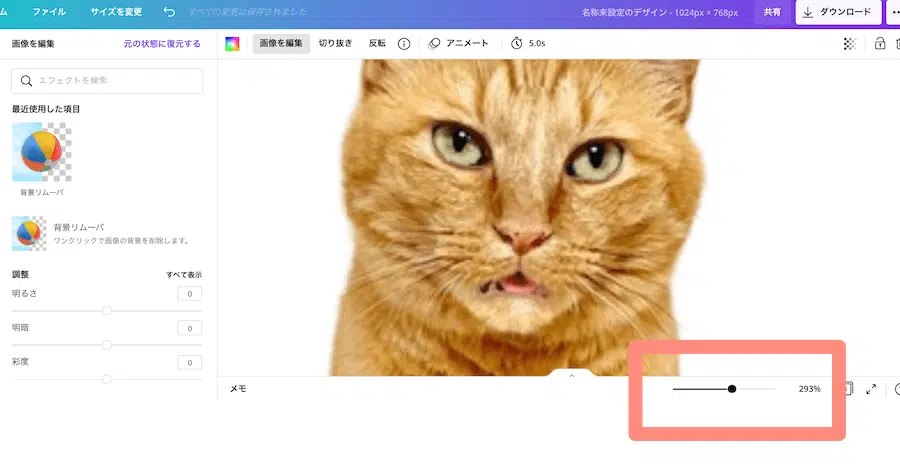 ム ファイル サイズを変更 すべての変更は保存されました 名称未設定のデザイン - 1024px × 768px 共有 ダウンロード
画像を編集 元の状態に復元する 画像を編集 切り抜き 反転 アニメート 5.0s
エフェクトを検索
最近使用した項目
背景リムーバ
背景リムーバ
ワンクリックで画像の背景を削除します。
調整 すべて表示
明るさ 0
明暗 0
彩度 0
メモ 293%